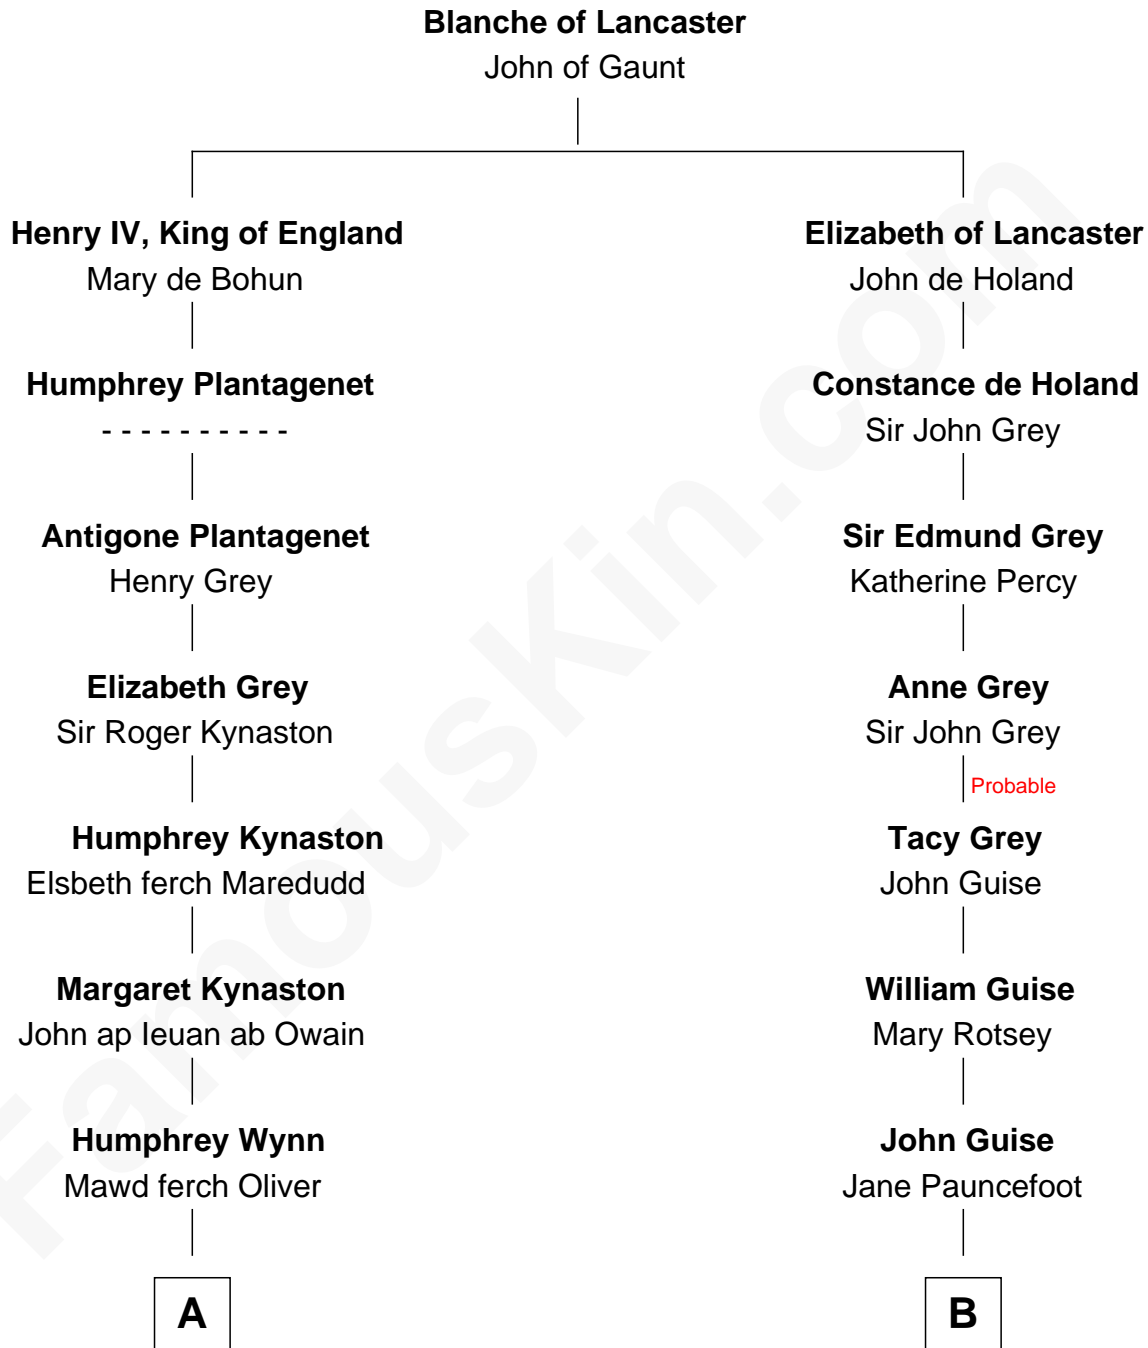 Blanche of Lancaster
John of Gaunt
Henry IV, King of England
Mary de Bohun
Elizabeth of Lancaster
John de Holand
Humphrey Plantagenet
- - - - - - - - - -
Constance de Holand
Sir John Grey
Antigone Plantagenet
Henry Grey
Sir Edmund Grey
Katherine Percy
Elizabeth Grey
Sir Roger Kynaston
Anne Grey
Sir John Grey
Probable
Humphrey Kynaston
Elsbeth ferch Maredudd
Tacy Grey
John Guise
Margaret Kynaston
John ap Ieuan ab Owain
William Guise
Mary Rotsey
Humphrey Wynn
Mawd ferch Oliver
John Guise
Jane Pauncefoot
A
B
FamousKin.com